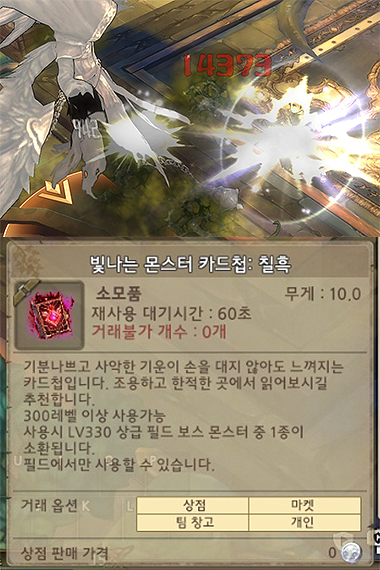 14373
942
빛나는 몬스터 카드첩: 칠흑
소모품 무게 : 10.0
재사용 대기시간 : 60초
거래불가 개수 : 0개
기분나쁘고 사악한 기운이 손을 대지 않아도 느껴지는
카드첩입니다. 조용하고 한적한 곳에서 읽어보시길
추천합니다.
300레벨 이상 사용가능
사용시 LV330 상급 필드 보스 몬스터 중 1종이
소환됩니다.
필드에서만 사용할 수 있습니다.
거래 옵션 상점 마켓
팀 창고 개인
상점 판매 가격 0